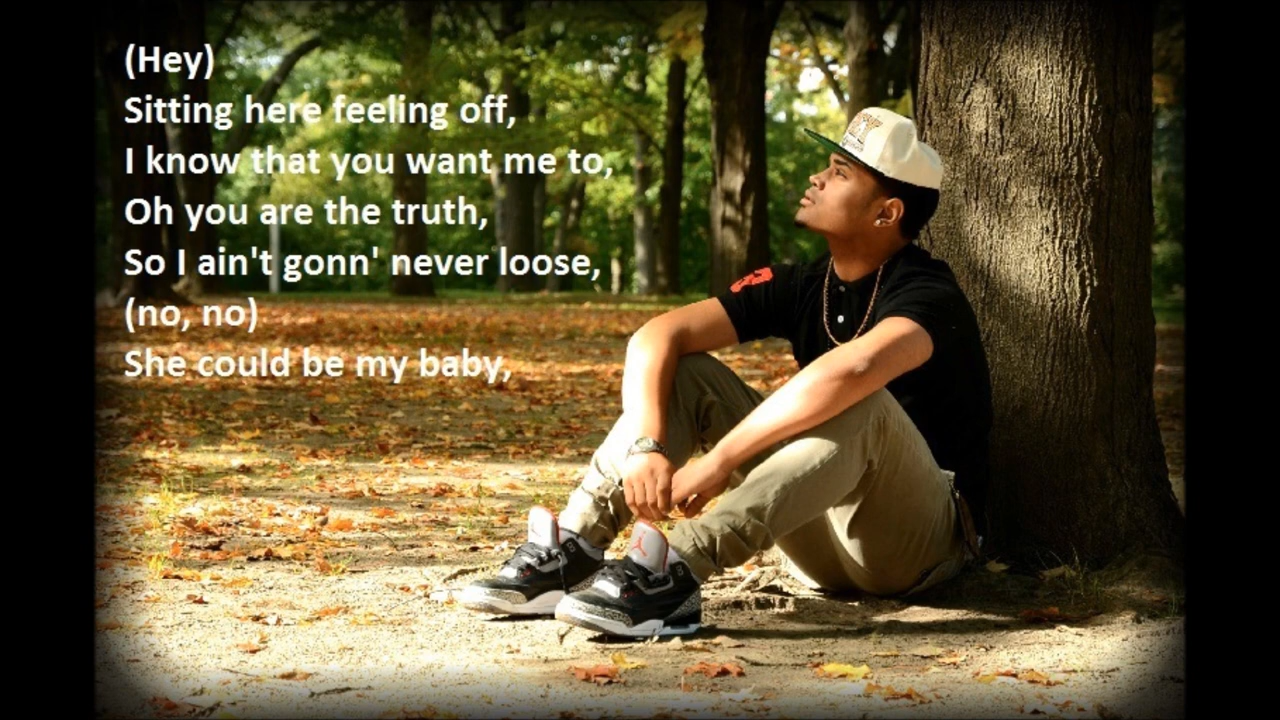 (Hey)
Sitting here feeling off,
I know that you want me to,
Oh you are the truth,
So I ain't gonn' never loose,
(no, no)
She could be my baby,